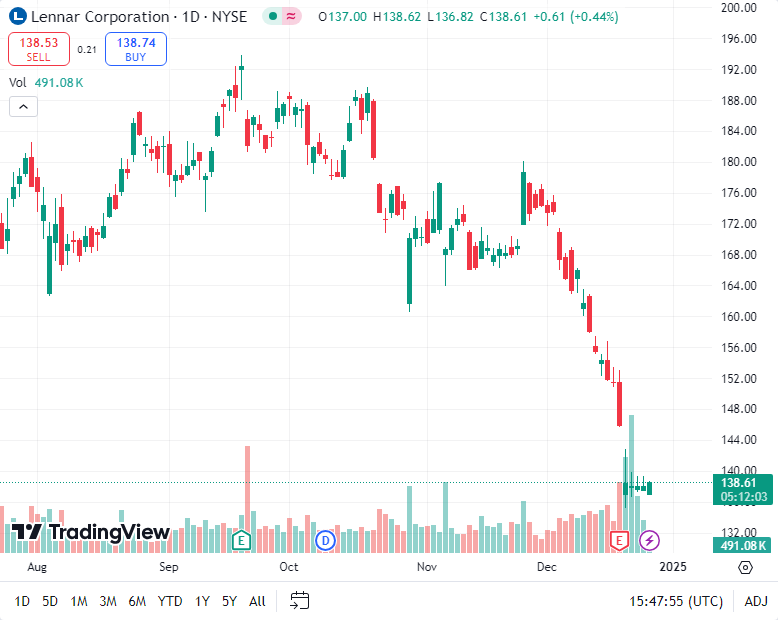 L Lennar Corporation · 1D · NYSE ≈ O137.00 H138.62 L136.82 C138.61 +0.61 (+0.44%)
138.53 0.21 138.74
SELL BUY
Vol 491.08K
200.00
196.00
192.00
188.00
184.00
180.00
176.00
172.00
168.00
164.00
160.00
156.00
152.00
148.00
144.00
140.00
138.61
05:12:03
132.00
491.08K
TradingView
E D E
Aug Sep Oct Nov Dec 2025
1D 5D 1M 3M 6M YTD 1Y 5Y All 15:47:55 (UTC) ADJ